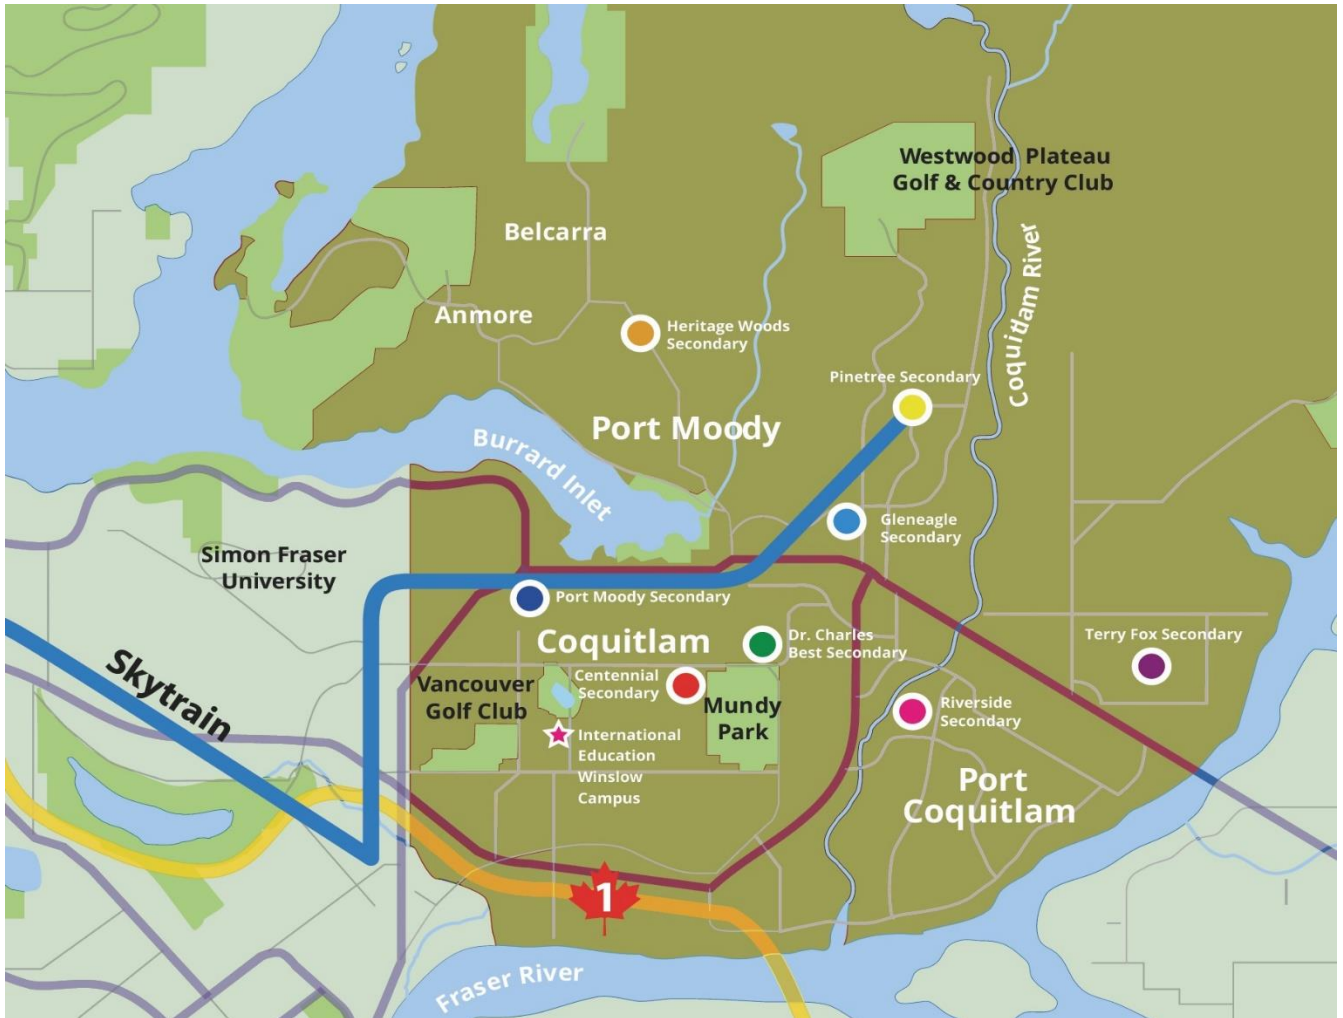 Westwood Plateau
Golf & Country Club
Belcarra
Coquitlam River
Anmore
Heritage Woods
Secondary
Pinetree Secondary
Port Moody
Burrard Inlet
Gleneagle
Secondary
Simon Fraser
University
Port Moody Secondary
Coquitlam
Dr. Charles
Best Secondary
Terry Fox Secondary
Skytrain
Vancouver
Golf Club
Centennial
Secondary
Mundy
Park
Riverside
Secondary
International
Education
Winslow
Campus
Port
Coquitlam
1
Fraser River